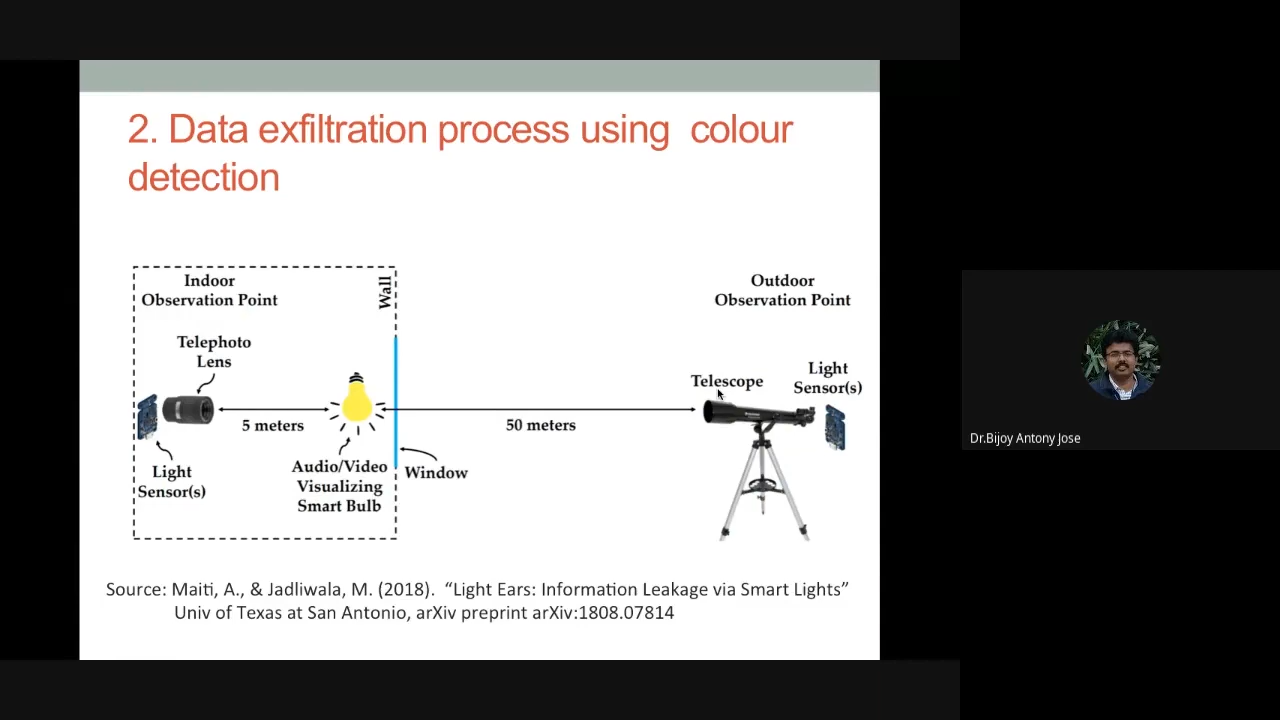 2. Data exfiltration process using  colour
detection
Indoor
Observation Point
Wall
Outdoor
Observation Point
Telephoto
Lens
Telescope
Light
Sensor(s)
5 meters
50 meters
Light
Sensor(s)
Audio/Video
Visualizing
Smart Bulb
Window
Dr.Bijoy Antony Jose
Source: Maiti, A., & Jadliwala, M. (2018).  “Light Ears: Information Leakage via Smart Lights”
Univ of Texas at San Antonio, arXiv preprint arXiv:1808.07814